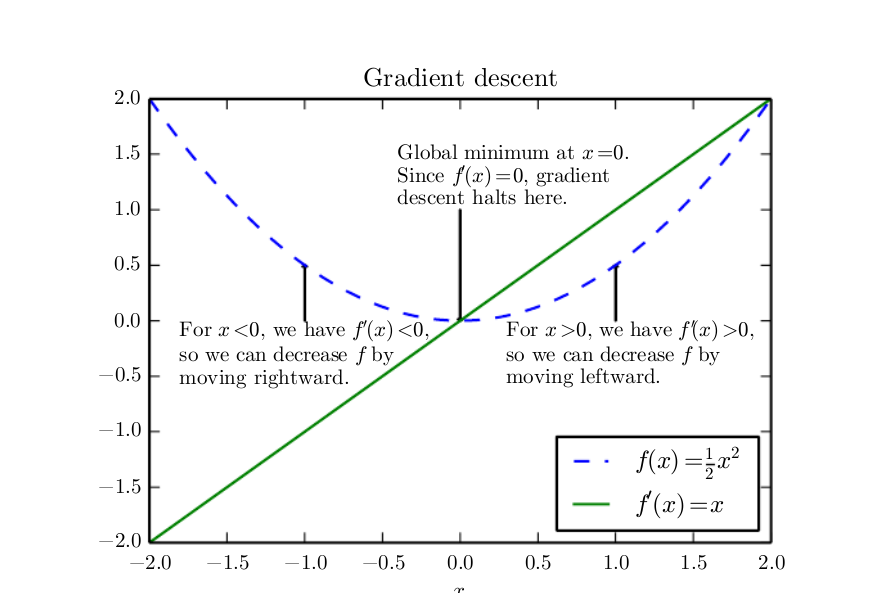 Gradient descent
2.0
1.5
1.0
0.5
0.0
−0.5
−1.0
−1.5
−2.0
Global minimum at x=0.
Since f′(x)=0, gradient
descent halts here.
For x<0, we have f′(x)<0,
so we can decrease f by
moving rightward.
For x>0, we have f′(x)>0,
so we can decrease f by
moving leftward.
f(x)=½x²
f′(x)=x
−2.0 −1.5 −1.0 −0.5 0.0 0.5 1.0 1.5 2.0
x